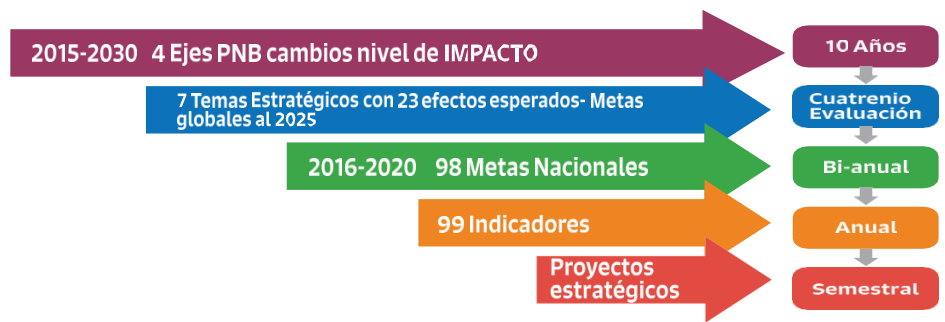 2015-2030 4 Ejes PNB cambios nivel de IMPACTO
10 Años
7 Temas Estratégicos con 23 efectos esperados- Metas
globales al 2025
Cuatrenio
Evaluación
2016-2020 98 Metas Nacionales
Bi-anual
99 Indicadores
Anual
Proyectos
estratégicos
Semestral